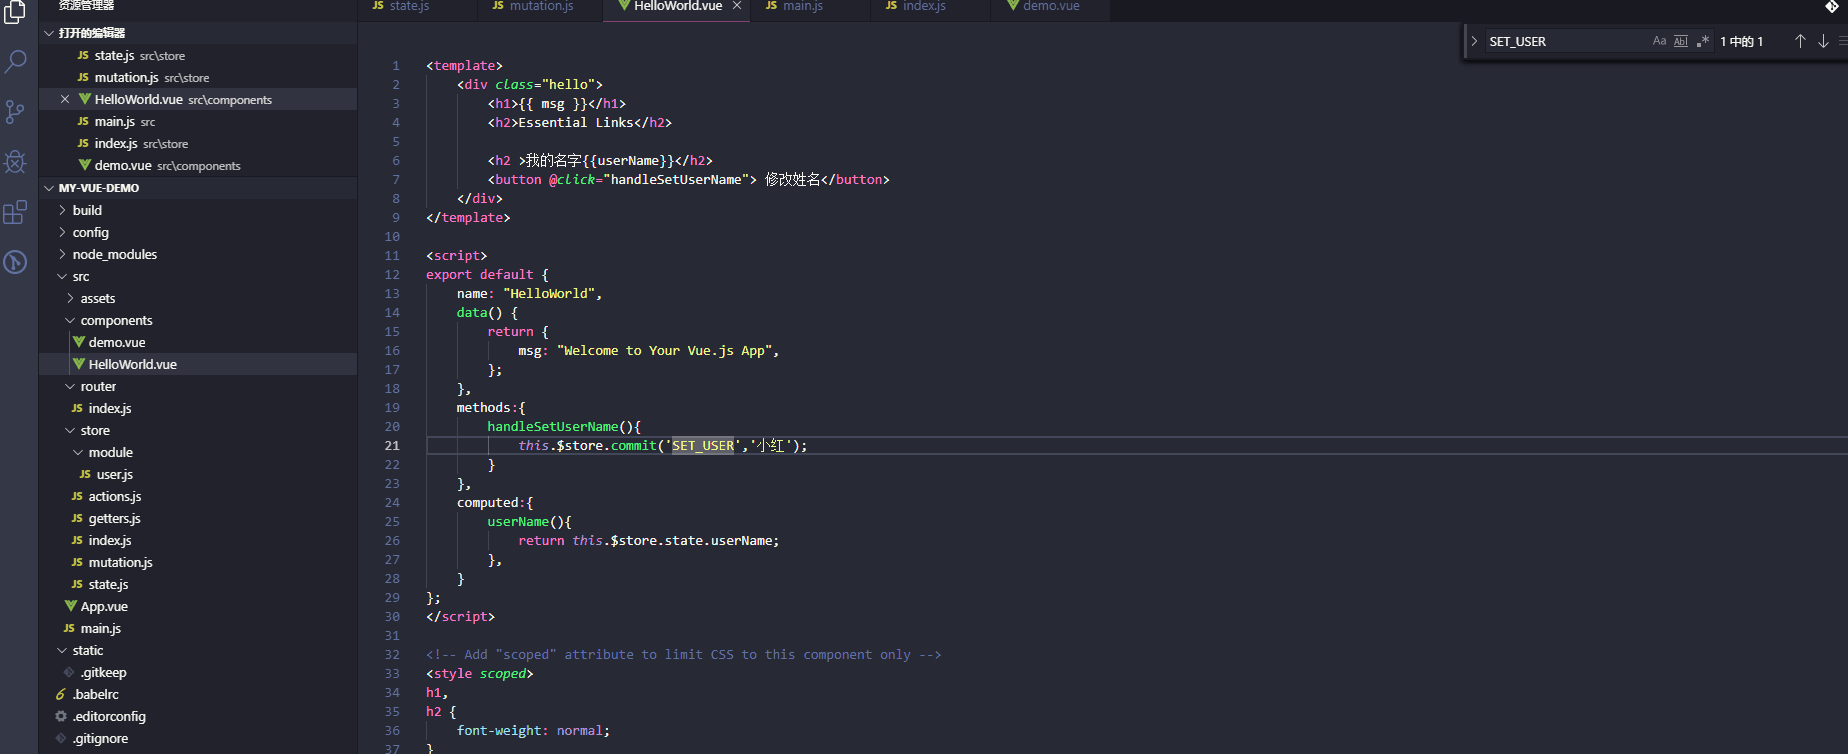 资源管理器
打开的编辑器
JS state.js src\store
JS mutation.js src\store
HelloWorld.vue src\components
JS main.js src
JS index.js src\store
demo.vue src\components
MY-VUE-DEMO
build
config
node_modules
src
assets
components
demo.vue
HelloWorld.vue
router
JS index.js
store
module
JS user.js
JS actions.js
JS getters.js
JS index.js
JS mutation.js
JS state.js
App.vue
JS main.js
static
.gitkeep
.babelrc
.editorconfig
.gitignore
JS state.js
JS mutation.js
HelloWorld.vue
JS main.js
JS index.js
demo.vue
SET_USER Aa Abl .* 1 中的 1
1 <template>
2 <div class="hello">
3 <h1>{{ msg }}</h1>
4 <h2>Essential Links</h2>
5
6 <h2 >我的名字{{userName}}</h2>
7 <button @click="handleSetUserName"> 修改姓名</button>
8 </div>
9 </template>
10
11 <script>
12 export default {
13 name: "HelloWorld",
14 data() {
15 return {
16 msg: "Welcome to Your Vue.js App",
17 };
18 },
19 methods:{
20 handleSetUserName(){
21 this.$store.commit('SET_USER','小红');
22 }
23 },
24 computed:{
25 userName(){
26 return this.$store.state.userName;
27 },
28 }
29 };
30 </script>
31
32 <!-- Add "scoped" attribute to limit CSS to this component only -->
33 <style scoped>
34 h1,
35 h2 {
36 font-weight: normal;
37 }